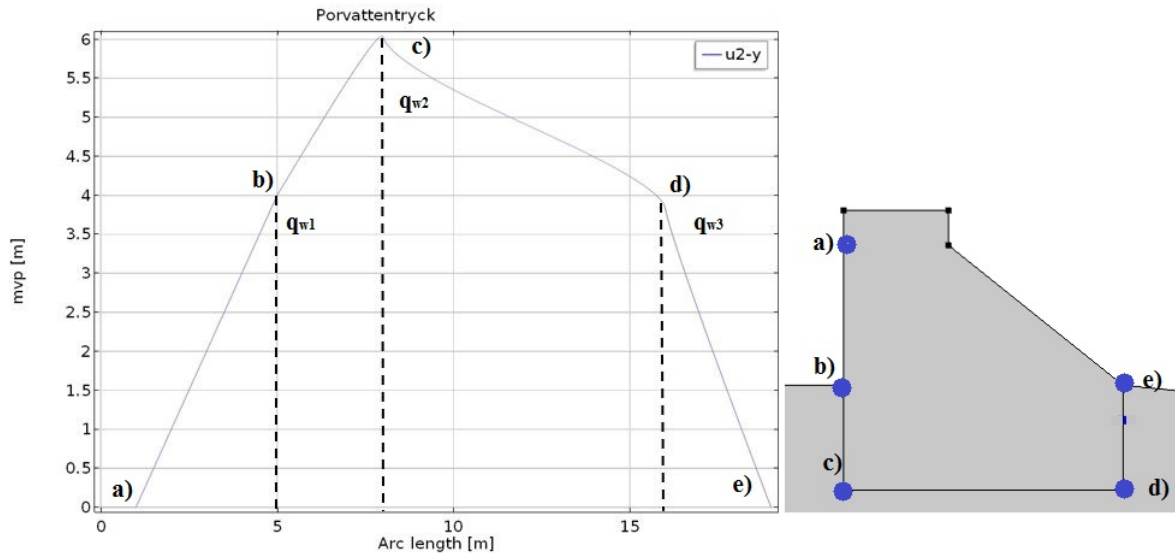 Porvattentryck
6
5.5
5
4.5
4
3.5
3
2.5
2
1.5
1
0.5
0
mvp [m]
u2-y
c)
qw2
b)
qw1
d)
qw3
a)
e)
0
5
10
15
Arc length [m]
a)
b)
e)
c)
d)